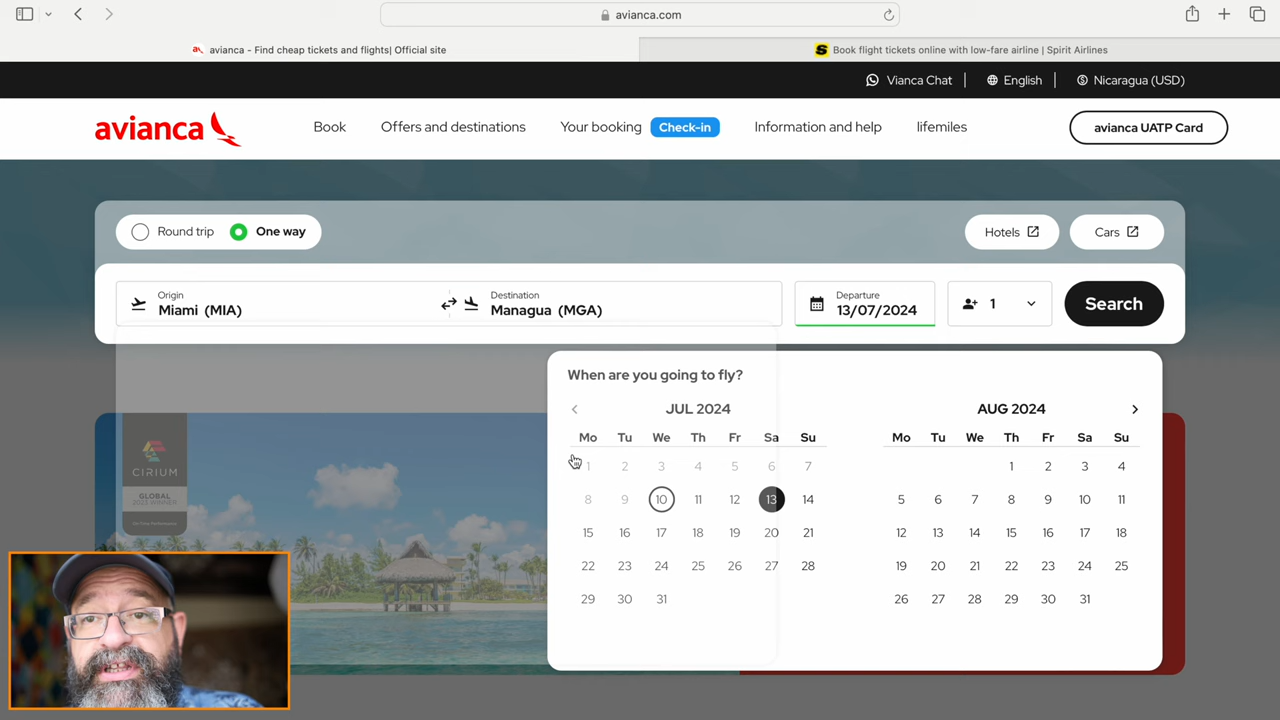 avianca.com
avianca - Find cheap tickets and flights| Official site
Book flight tickets online with low-fare airline | Spirit Airlines
Vianca Chat
English
Nicaragua (USD)
avianca
Book
Offers and destinations
Your booking
Check-in
Information and help
lifemiles
avianca UATP Card
Round trip
One way
Hotels
Cars
Origin
Miami (MIA)
Destination
Managua (MGA)
Departure
13/07/2024
1
Search
When are you going to fly?
JUL 2024
Mo Tu We Th Fr Sa Su
1 2 3 4 5 6 7
8 9 10 11 12 13 14
15 16 17 18 19 20 21
22 23 24 25 26 27 28
29 30 31
AUG 2024
Mo Tu We Th Fr Sa Su
1 2 3 4
5 6 7 8 9 10 11
12 13 14 15 16 17 18
19 20 21 22 23 24 25
26 27 28 29 30 31
CIRIUM
GLOBAL